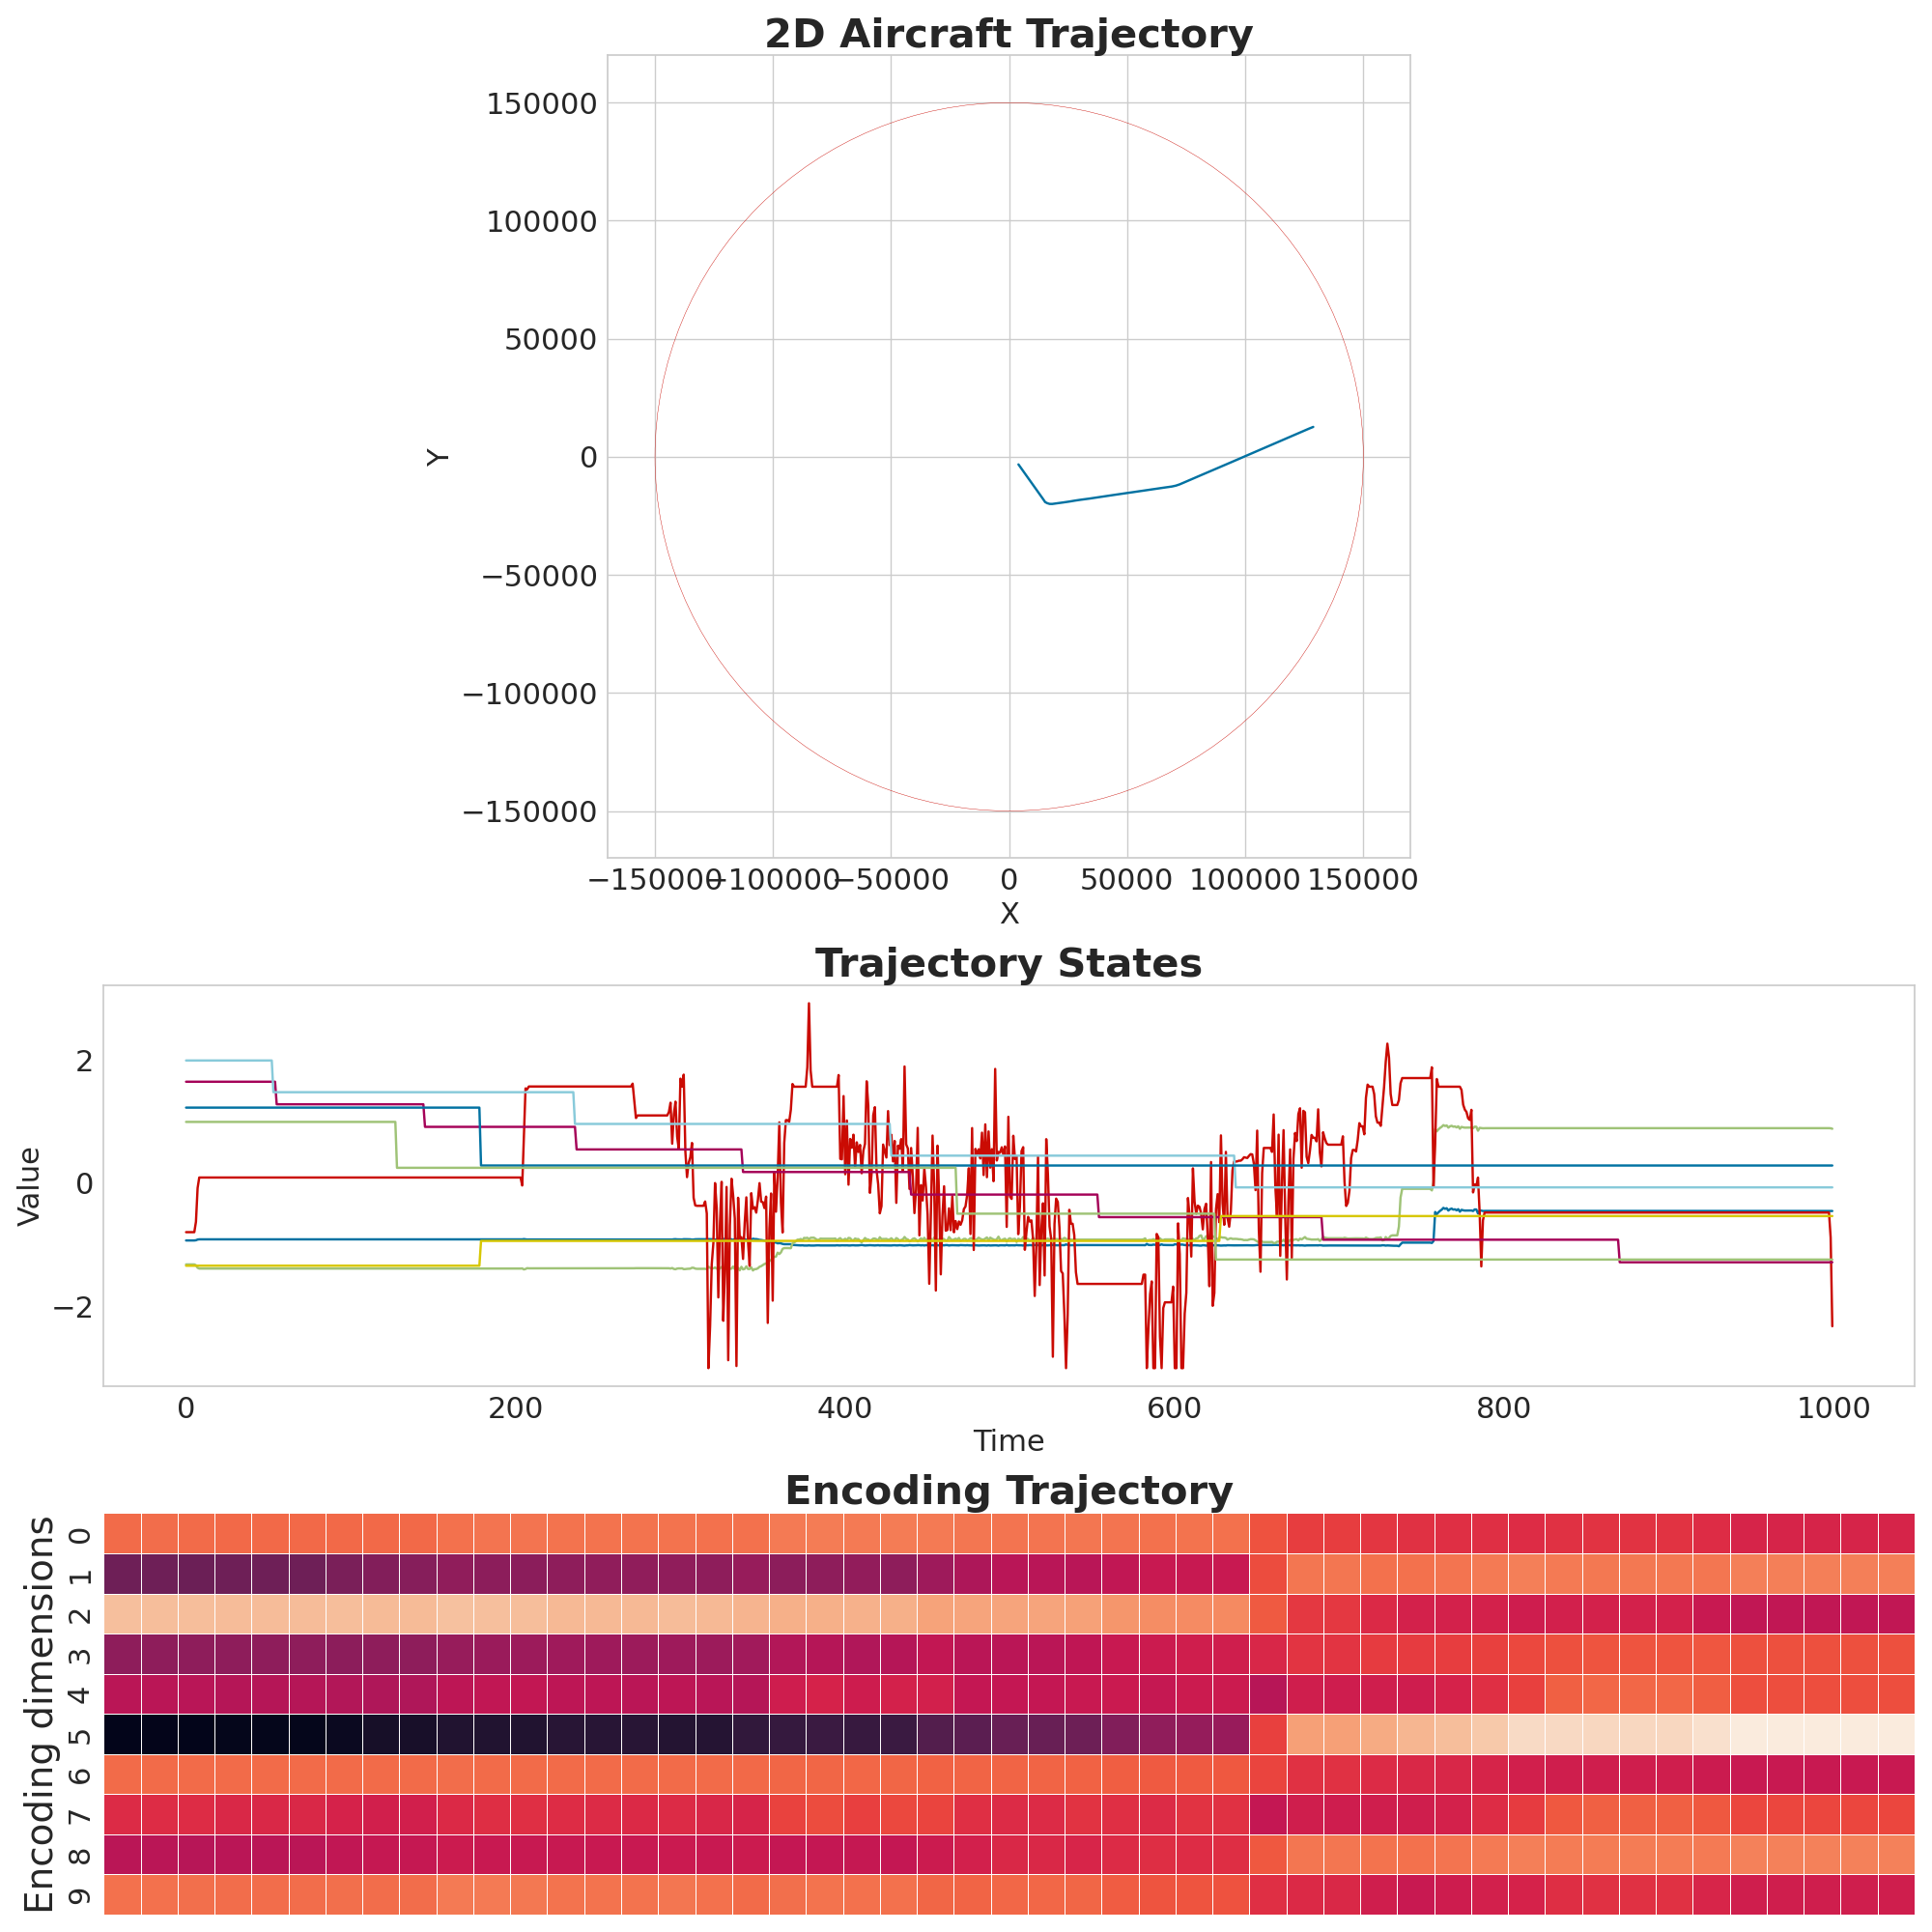 2D Aircraft Trajectory
150000
100000
50000
0
−50000
−100000
−150000
Y
−150000 −100000 −50000 0 50000 100000 150000
X
Trajectory States
2
0
−2
Value
0 200 400 600 800 1000
Time
Encoding Trajectory
Encoding dimensions
0
1
2
3
4
5
6
7
8
9